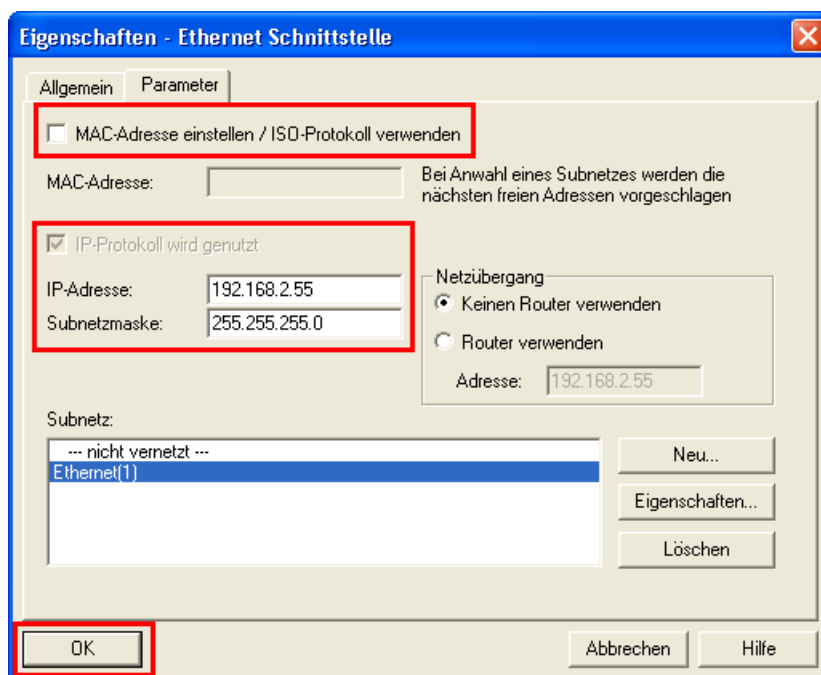 Eigenschaften - Ethernet Schnittstelle
Allgemein Parameter
MAC-Adresse einstellen / ISO-Protokoll verwenden
MAC-Adresse:
Bei Anwahl eines Subnetzes werden die
nächsten freien Adressen vorgeschlagen
IP-Protokoll wird genutzt
IP-Adresse: 192.168.2.55
Subnetzmaske: 255.255.255.0
Netzübergang
Keinen Router verwenden
Router verwenden
Adresse: 192.168.2.55
Subnetz:
--- nicht vernetzt ---
Ethernet(1)
Neu...
Eigenschaften...
Löschen
OK Abbrechen Hilfe